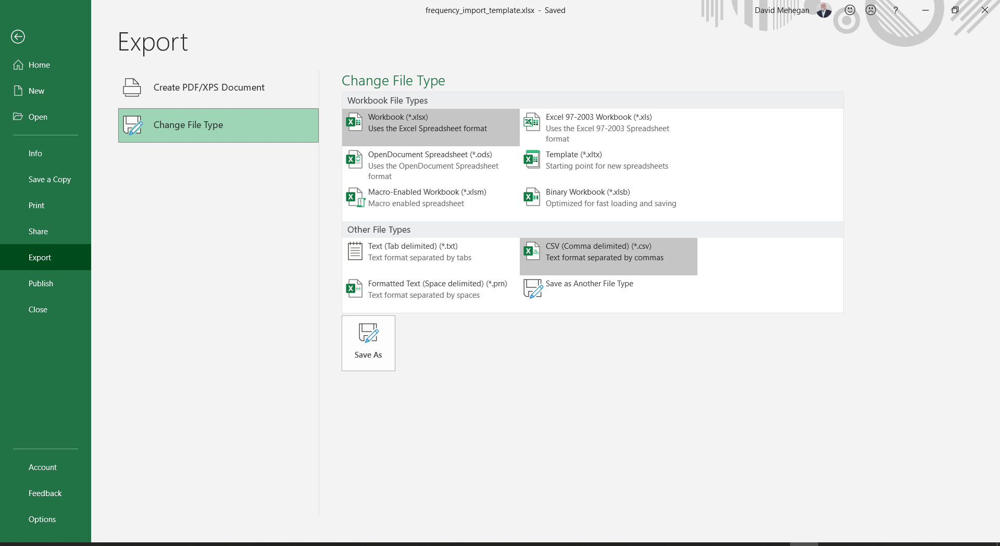 frequency_import_template.xlsx - Saved
David Mehegan
?
Export
Home
New
Open
Info
Save a Copy
Print
Share
Export
Publish
Close
Account
Feedback
Options
Create PDF/XPS Document
Change File Type
Change File Type
Workbook File Types
Workbook (*.xlsx)
Uses the Excel Spreadsheet format
Excel 97-2003 Workbook (*.xls)
Uses the Excel 97-2003 Spreadsheet
format
OpenDocument Spreadsheet (*.ods)
Uses the OpenDocument Spreadsheet
format
Template (*.xltx)
Starting point for new spreadsheets
Macro-Enabled Workbook (*.xlsm)
Macro enabled spreadsheet
Binary Workbook (*.xlsb)
Optimized for fast loading and saving
Other File Types
Text (Tab delimited) (*.txt)
Text format separated by tabs
CSV (Comma delimited) (*.csv)
Text format separated by commas
Formatted Text (Space delimited) (*.prn)
Text format separated by spaces
Save as Another File Type
Save As